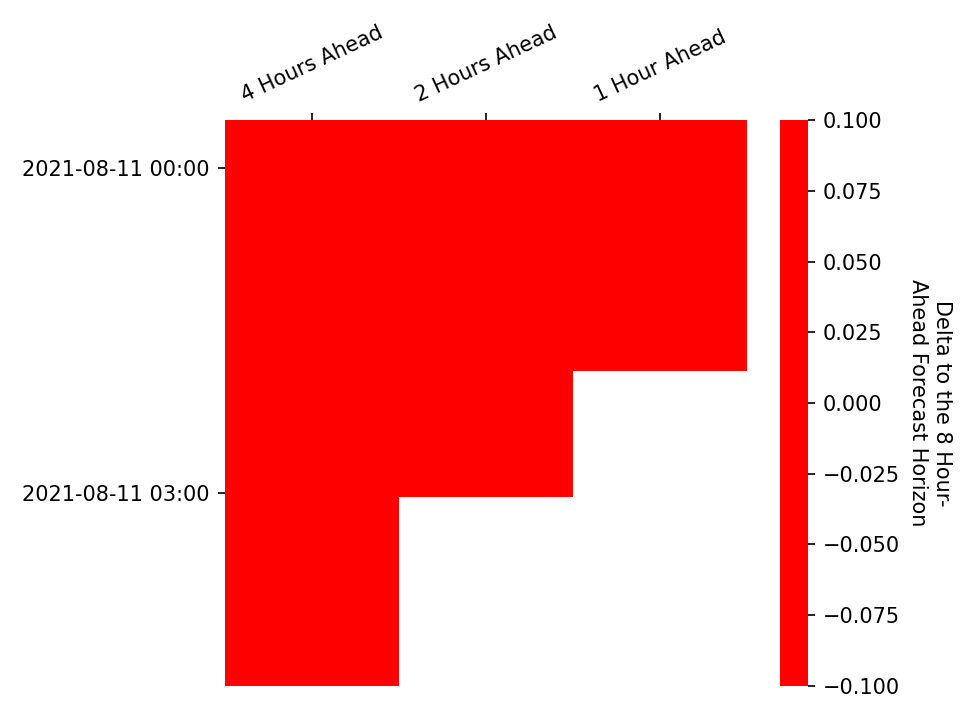 4 Hours Ahead
2 Hours Ahead
1 Hour Ahead
2021-08-11 00:00
2021-08-11 03:00
0.100
0.075
0.050
0.025
0.000
−0.025
−0.050
−0.075
−0.100
Delta to the 8 Hour-
Ahead Forecast Horizon